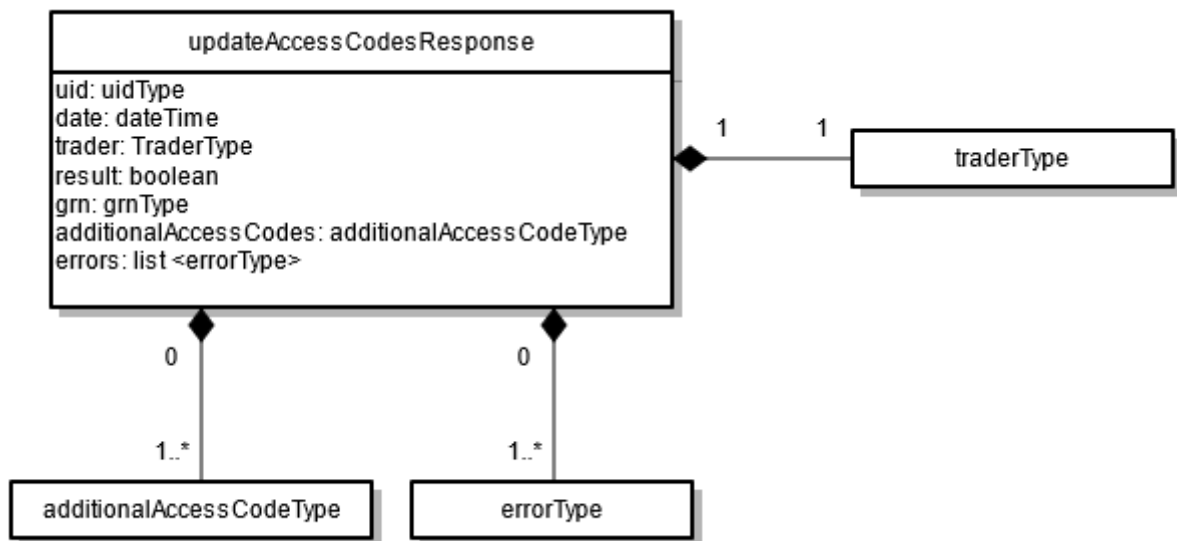 updateAccessCodesResponse
uid: uidType
date: dateTime
trader: TraderType
result: boolean
grn: grnType
additionalAccessCodes: additionalAccessCodeType
errors: list <errorType>
1
1
traderType
0
0
1..*
1..*
additionalAccessCodeType
errorType